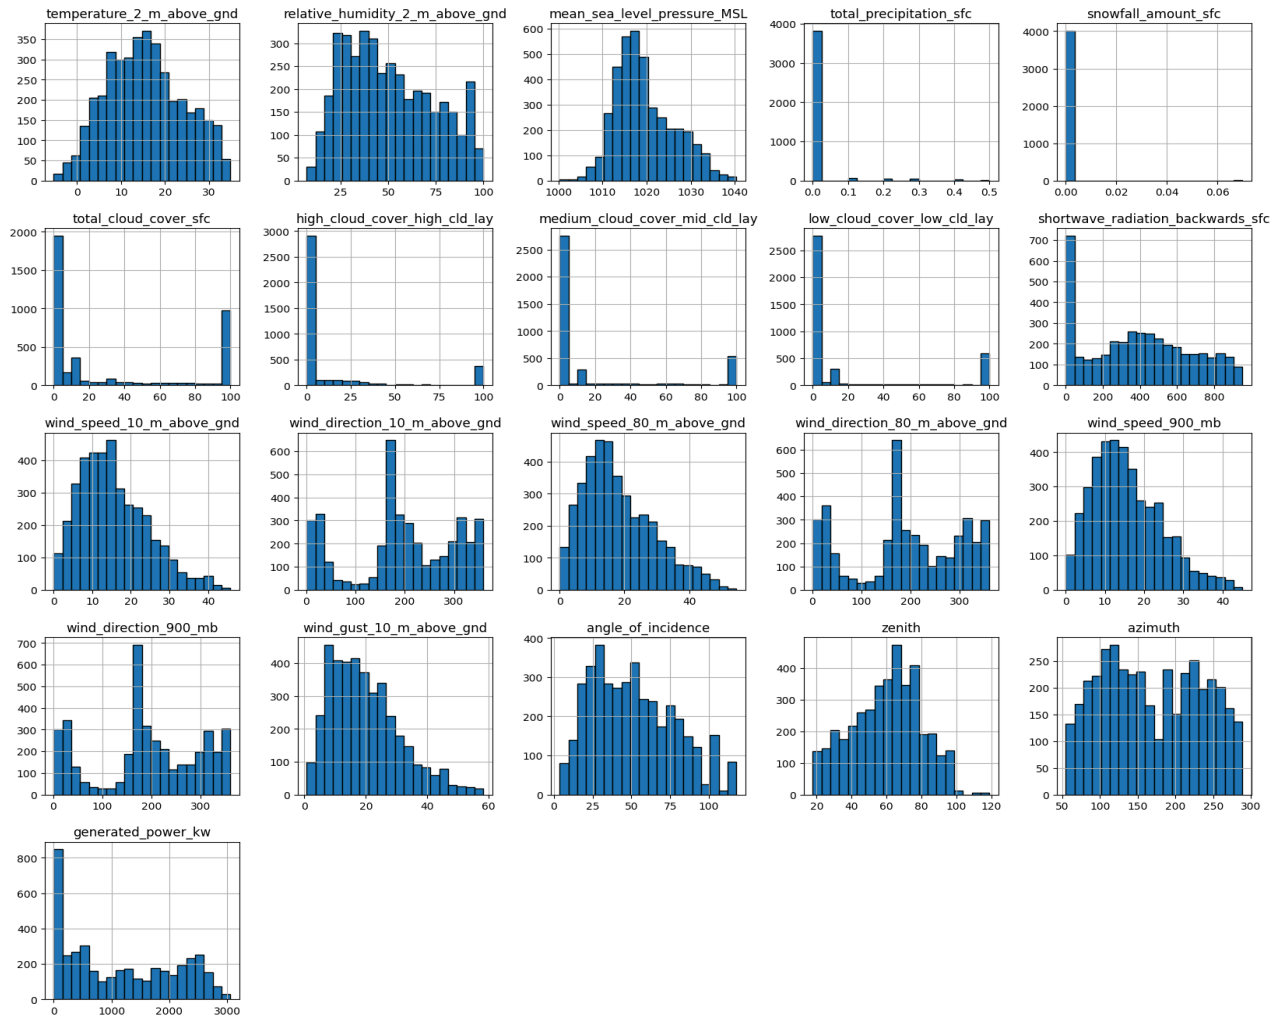 temperature_2_m_above_gnd relative_humidity_2_m_above_gnd mean_sea_level_pressure_MSL total_precipitation_sfc snowfall_amount_sfc
350 300 250 200 150 100 50 0
0 10 20 30
300 250 200 150 100 50 0
25 50 75 100
600 500 400 300 200 100 0
1000 1010 1020 1030 1040
4000 3000 2000 1000 0
0.0 0.1 0.2 0.3 0.4 0.5
4000 3000 2000 1000 0
0.00 0.02 0.04 0.06
total_cloud_cover_sfc high_cloud_cover_high_cld_lay medium_cloud_cover_mid_cld_lay low_cloud_cover_low_cld_lay shortwave_radiation_backwards_sfc
2000 1500 1000 500 0
0 20 40 60 80 100
3000 2500 2000 1500 1000 500 0
0 20 40 60 80 100
2500 2000 1500 1000 500 0
0 20 40 60 80 100
2500 2000 1500 1000 500 0
0 20 40 60 80 100
700 600 500 400 300 200 100 0
0 200 400 600 800
wind_speed_10_m_above_gnd wind_direction_10_m_above_gnd wind_speed_80_m_above_gnd wind_direction_80_m_above_gnd wind_speed_900_mb
400 300 200 100 0
0 10 20 30 40
600 500 400 300 200 100 0
0 100 200 300
400 300 200 100 0
0 20 40
600 500 400 300 200 100 0
0 100 200 300
400 300 200 100 0
0 10 20 30 40
wind_direction_900_mb wind_gust_10_m_above_gnd angle_of_incidence zenith azimuth
700 600 500 400 300 200 100 0
0 100 200 300
400 300 200 100 0
0 20 40 60
400 300 200 100 0
25 50 75 100
400 300 200 100 0
20 40 60 80 100 120
250 200 150 100 50 0
50 100 150 200 250 300
generated_power_kw
800 600 400 200 0
0 1000 2000 3000